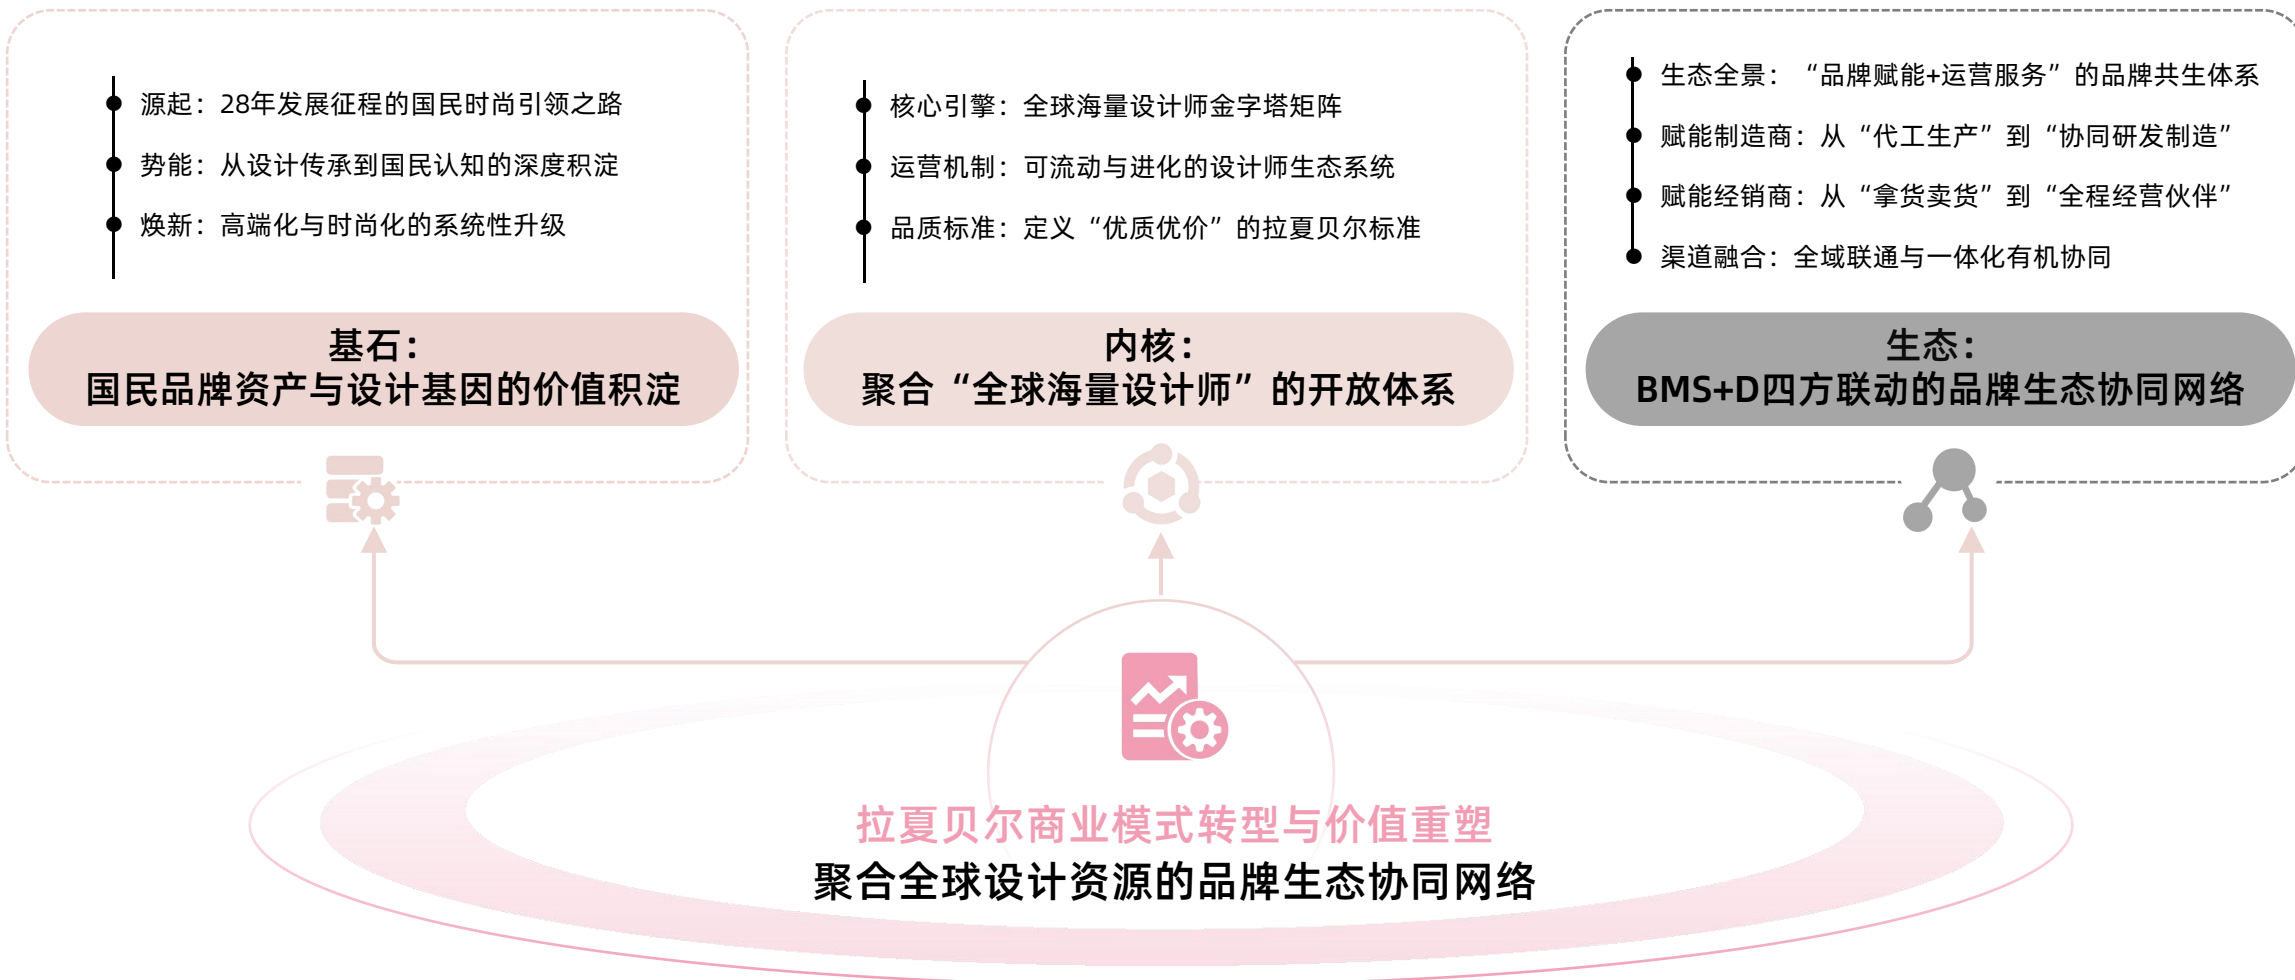 源起：28年发展征程的国民时尚引领之路
势能：从设计传承到国民认知的深度积淀
焕新：高端化与时尚化的系统性升级
基石：
国民品牌资产与设计基因的价值积淀
核心引擎：全球海量设计师金字塔矩阵
运营机制：可流动与进化的设计师生态系统
品质标准：定义“优质优价”的拉夏贝尔标准
内核：
聚合“全球海量设计师”的开放体系
生态全景：“品牌赋能+运营服务”的品牌共生体系
赋能制造商：从“代工生产”到“协同研发制造”
赋能经销商：从“拿货卖货”到“全程经营伙伴”
渠道融合：全域联通与一体化有机协同
生态：
BMS+D四方联动的品牌生态协同网络
拉夏贝尔商业模式转型与价值重塑
聚合全球设计资源的品牌生态协同网络